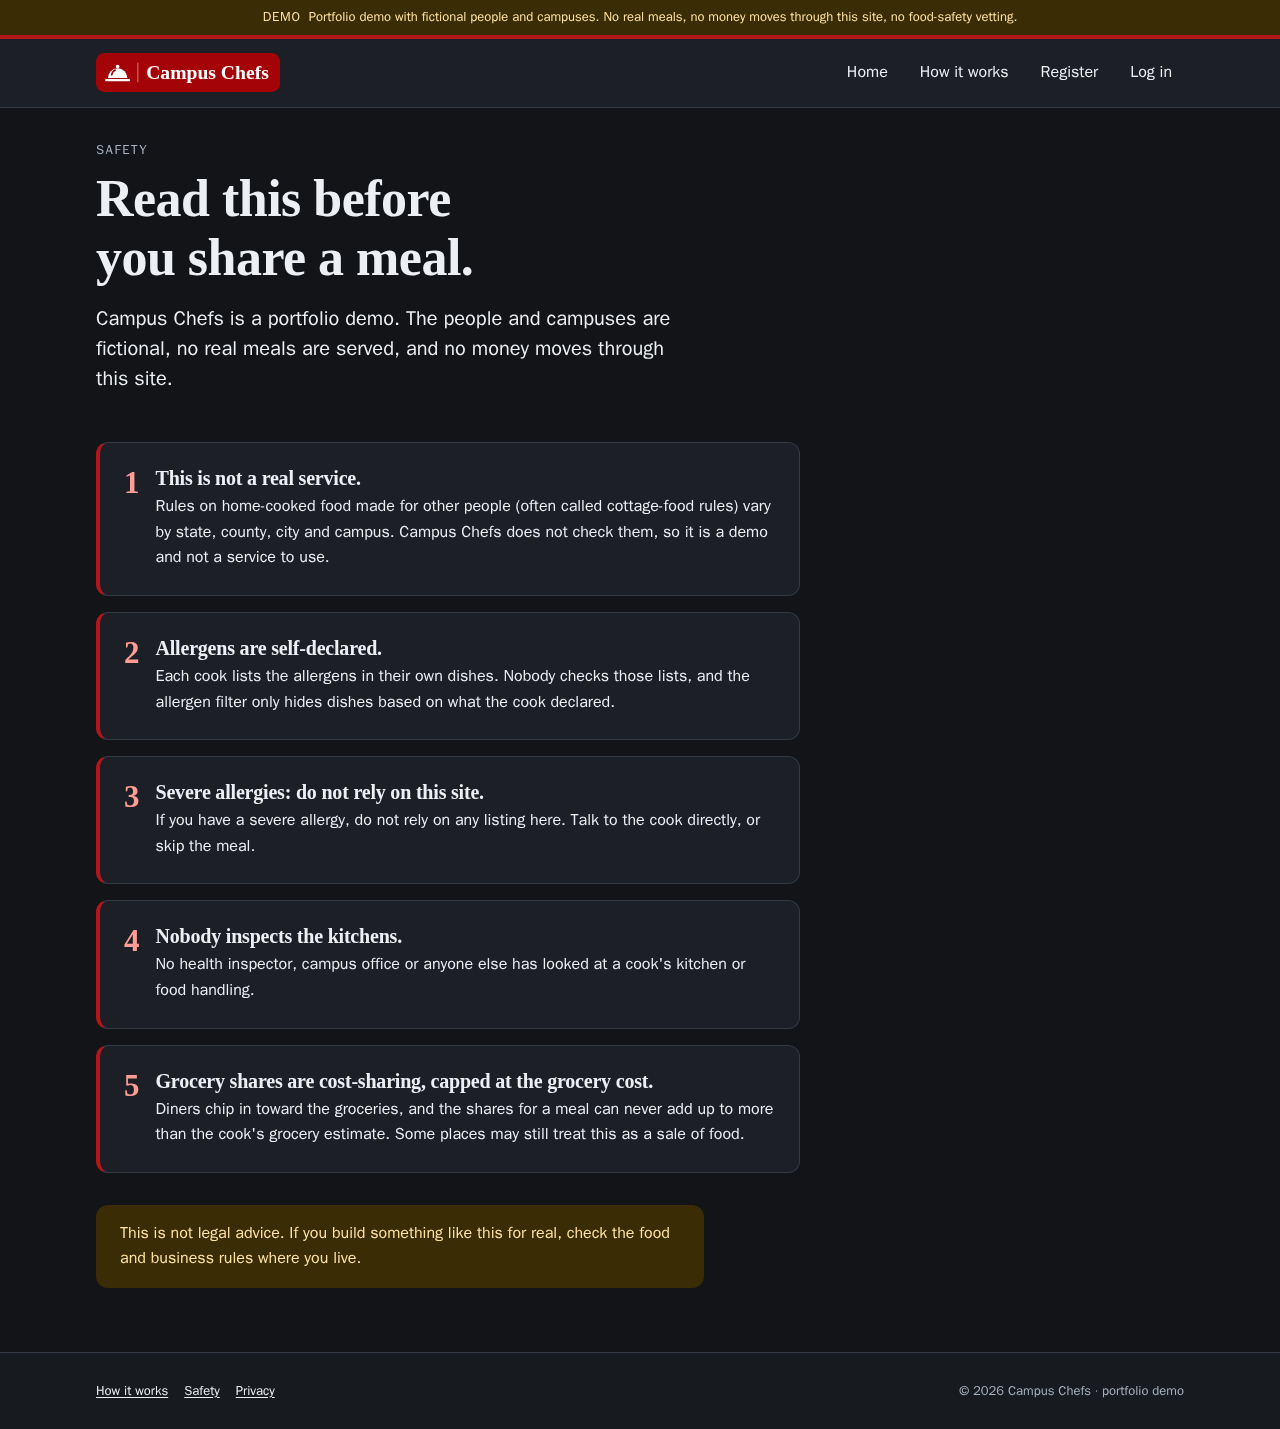 DEMO Portfolio demo with fictional people and campuses. No real meals, no money moves through this site, no food-safety vetting.
Campus Chefs
Home How it works Register Log in
SAFETY
Read this before
you share a meal.
Campus Chefs is a portfolio demo. The people and campuses are
fictional, no real meals are served, and no money moves through
this site.
1 This is not a real service.
Rules on home-cooked food made for other people (often called cottage-food rules) vary
by state, county, city and campus. Campus Chefs does not check them, so it is a demo
and not a service to use.
2 Allergens are self-declared.
Each cook lists the allergens in their own dishes. Nobody checks those lists, and the
allergen filter only hides dishes based on what the cook declared.
3 Severe allergies: do not rely on this site.
If you have a severe allergy, do not rely on any listing here. Talk to the cook directly, or
skip the meal.
4 Nobody inspects the kitchens.
No health inspector, campus office or anyone else has looked at a cook's kitchen or
food handling.
5 Grocery shares are cost-sharing, capped at the grocery cost.
Diners chip in toward the groceries, and the shares for a meal can never add up to more
than the cook's grocery estimate. Some places may still treat this as a sale of food.
This is not legal advice. If you build something like this for real, check the food
and business rules where you live.
How it works Safety Privacy
© 2026 Campus Chefs · portfolio demo